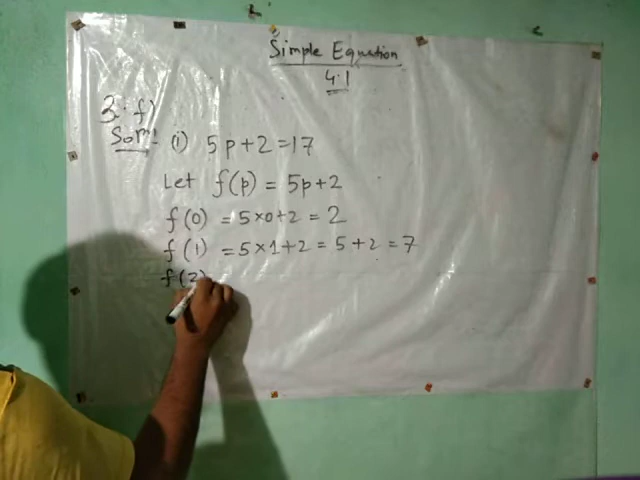 Simple Equation
4.1
3. f)
Soln: (i) 5p+2=17
Let f(p) = 5p+2
f(0) = 5×0+2 = 2
f(1) = 5×1+2 = 5+2 = 7
f(2)